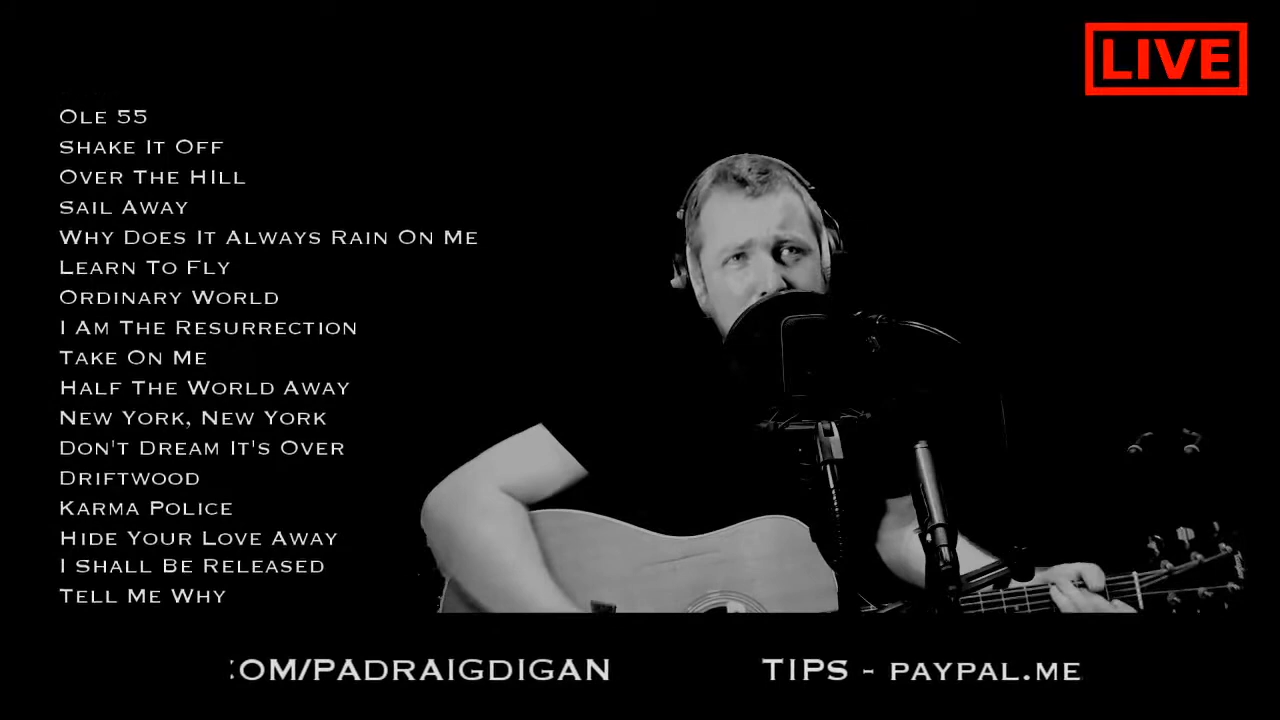 LIVE
OLE 55
SHAKE IT OFF
OVER THE HILL
SAIL AWAY
WHY DOES IT ALWAYS RAIN ON ME
LEARN TO FLY
ORDINARY WORLD
I AM THE RESURRECTION
TAKE ON ME
HALF THE WORLD AWAY
NEW YORK, NEW YORK
DON'T DREAM IT'S OVER
DRIFTWOOD
KARMA POLICE
HIDE YOUR LOVE AWAY
I SHALL BE RELEASED
TELL ME WHY
OM/PADRAIGDIGAN TIPS - PAYPAL.ME